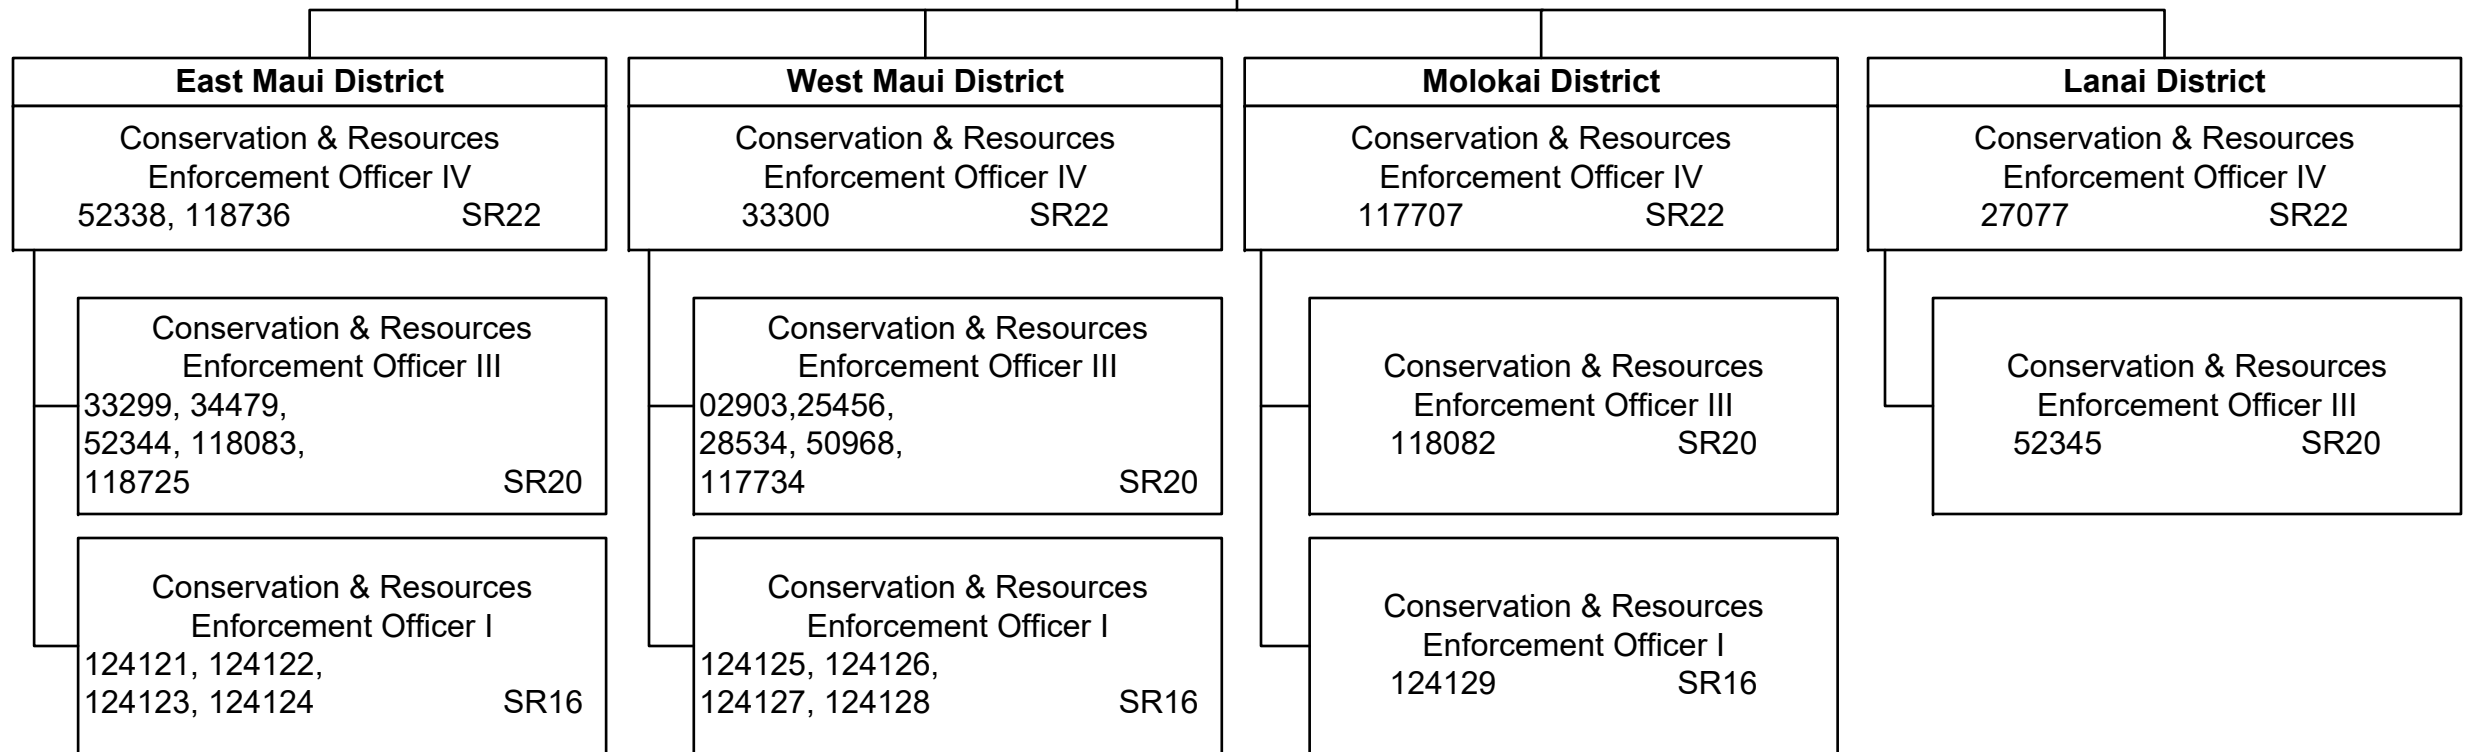 East Maui District
Conservation & Resources
Enforcement Officer IV
52338, 118736 SR22
Conservation & Resources
Enforcement Officer III
33299, 34479,
52344, 118083,
118725 SR20
Conservation & Resources
Enforcement Officer I
124121, 124122,
124123, 124124 SR16
West Maui District
Conservation & Resources
Enforcement Officer IV
33300 SR22
Conservation & Resources
Enforcement Officer III
02903,25456,
28534, 50968,
117734 SR20
Conservation & Resources
Enforcement Officer I
124125, 124126,
124127, 124128 SR16
Molokai District
Conservation & Resources
Enforcement Officer IV
117707 SR22
Conservation & Resources
Enforcement Officer III
118082 SR20
Conservation & Resources
Enforcement Officer I
124129 SR16
Lanai District
Conservation & Resources
Enforcement Officer IV
27077 SR22
Conservation & Resources
Enforcement Officer III
52345 SR20